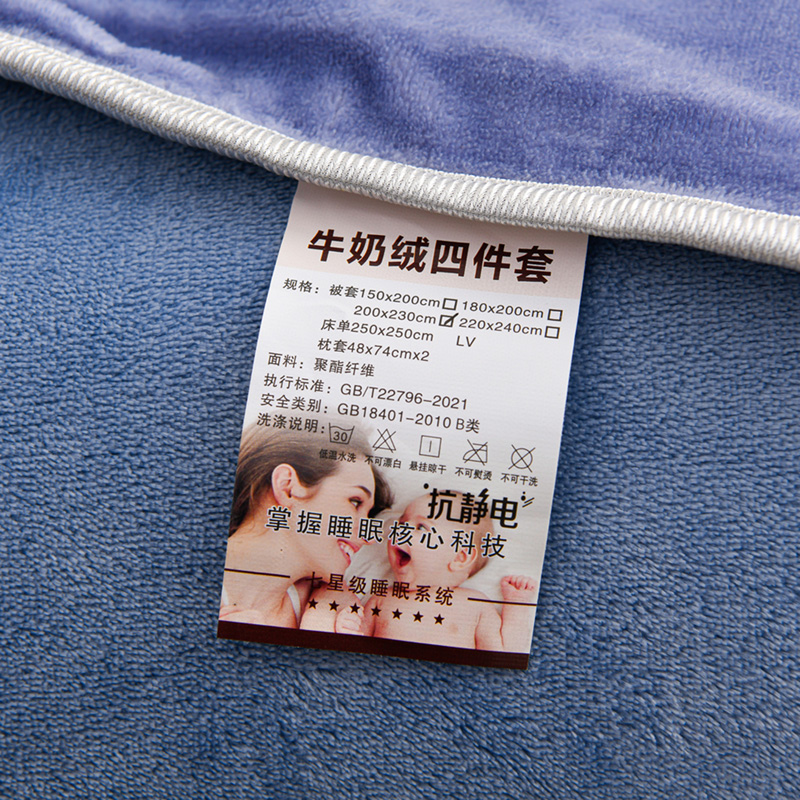 牛奶绒四件套
规格：被套150x200cm□ 180x200cm□
200x230cm☑ 220x240cm□
床单250x250cm LV
枕套48x74cmx2
面料：聚酯纤维
执行标准：GB/T22796-2021
安全类别：GB18401-2010 B类
洗涤说明：
30
低温水洗 不可漂白 悬挂晾干 不可熨烫 不可干洗
抗静电
掌握睡眠核心科技
七星级睡眠系统
★★★★★★★